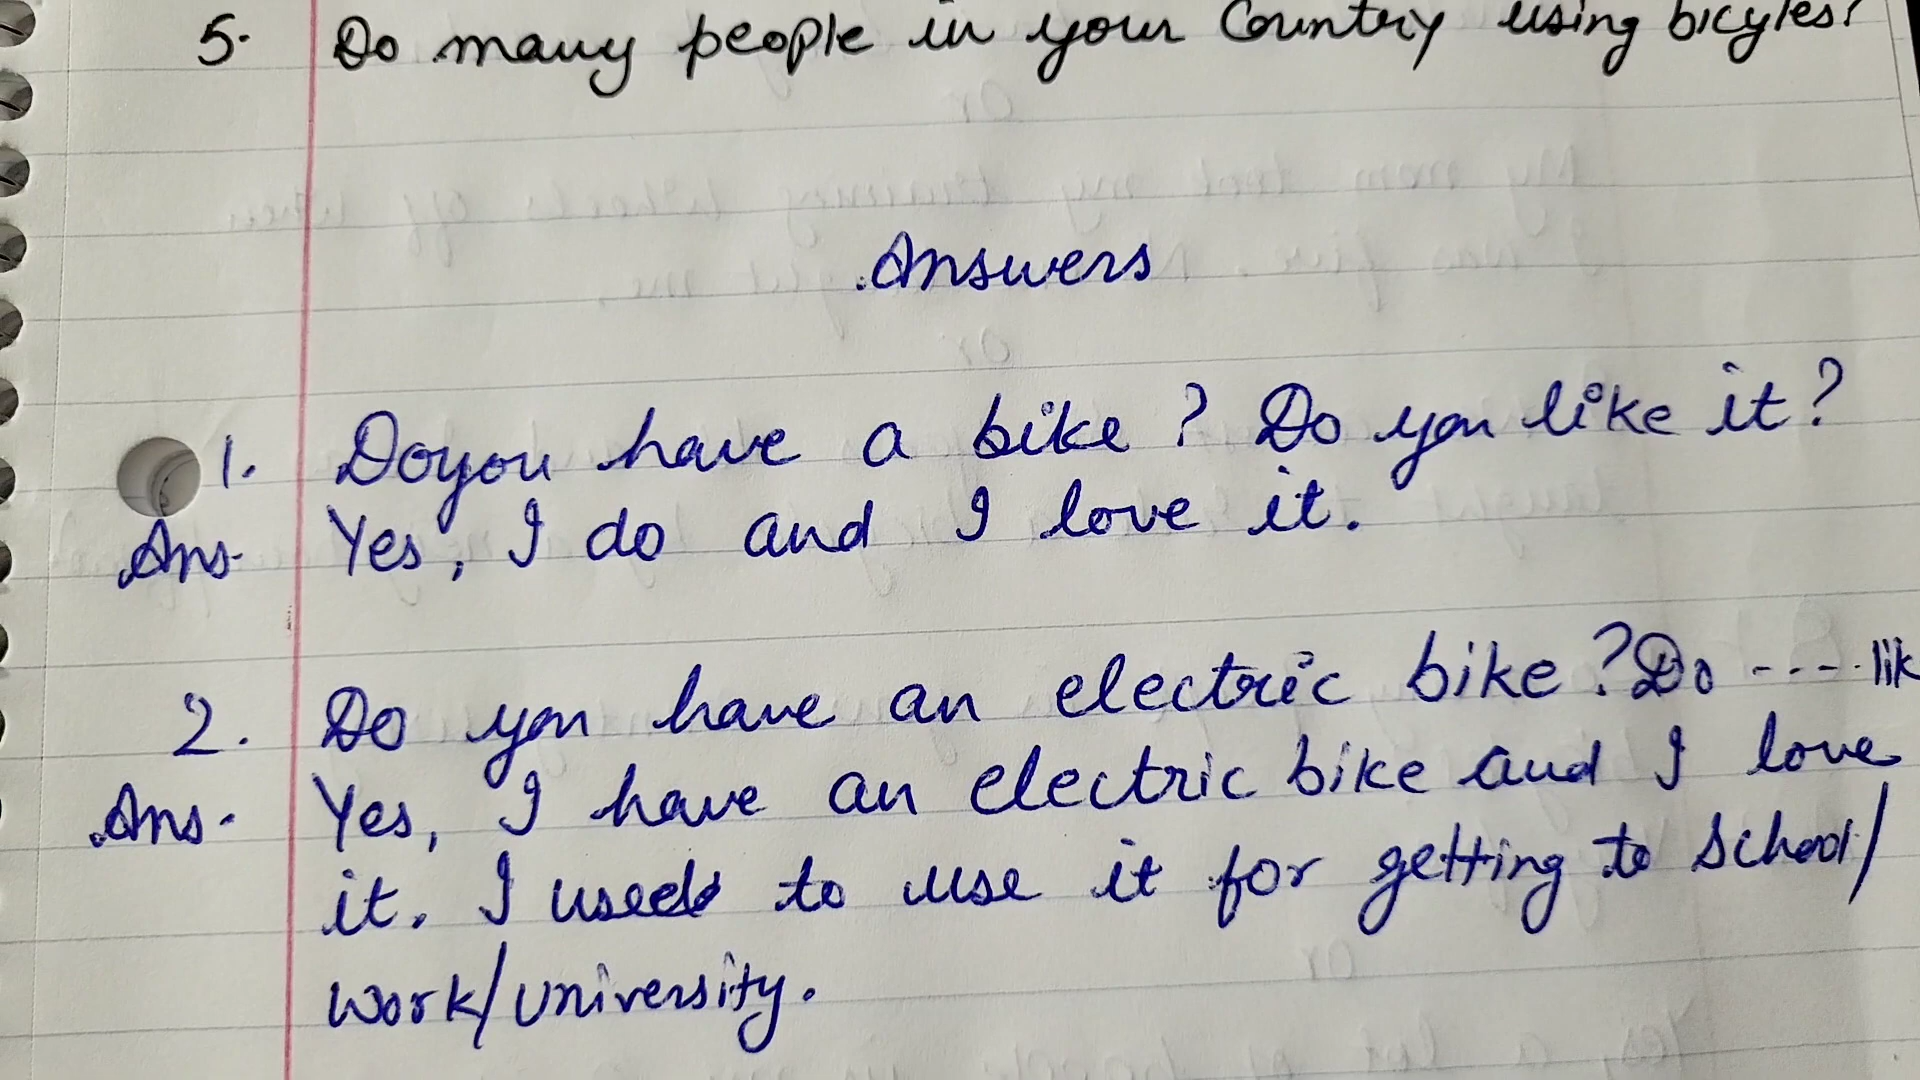 5. Do many people in your Country using bicyles?
Answers
1. Doyou have a bike? Do you like it?
Ans. Yes, I do and I love it.
2. Do you have an electric bike? Do ---- lik
Ans. Yes, I have an electric bike and I love
it. I used to use it for getting to school/
work/university.